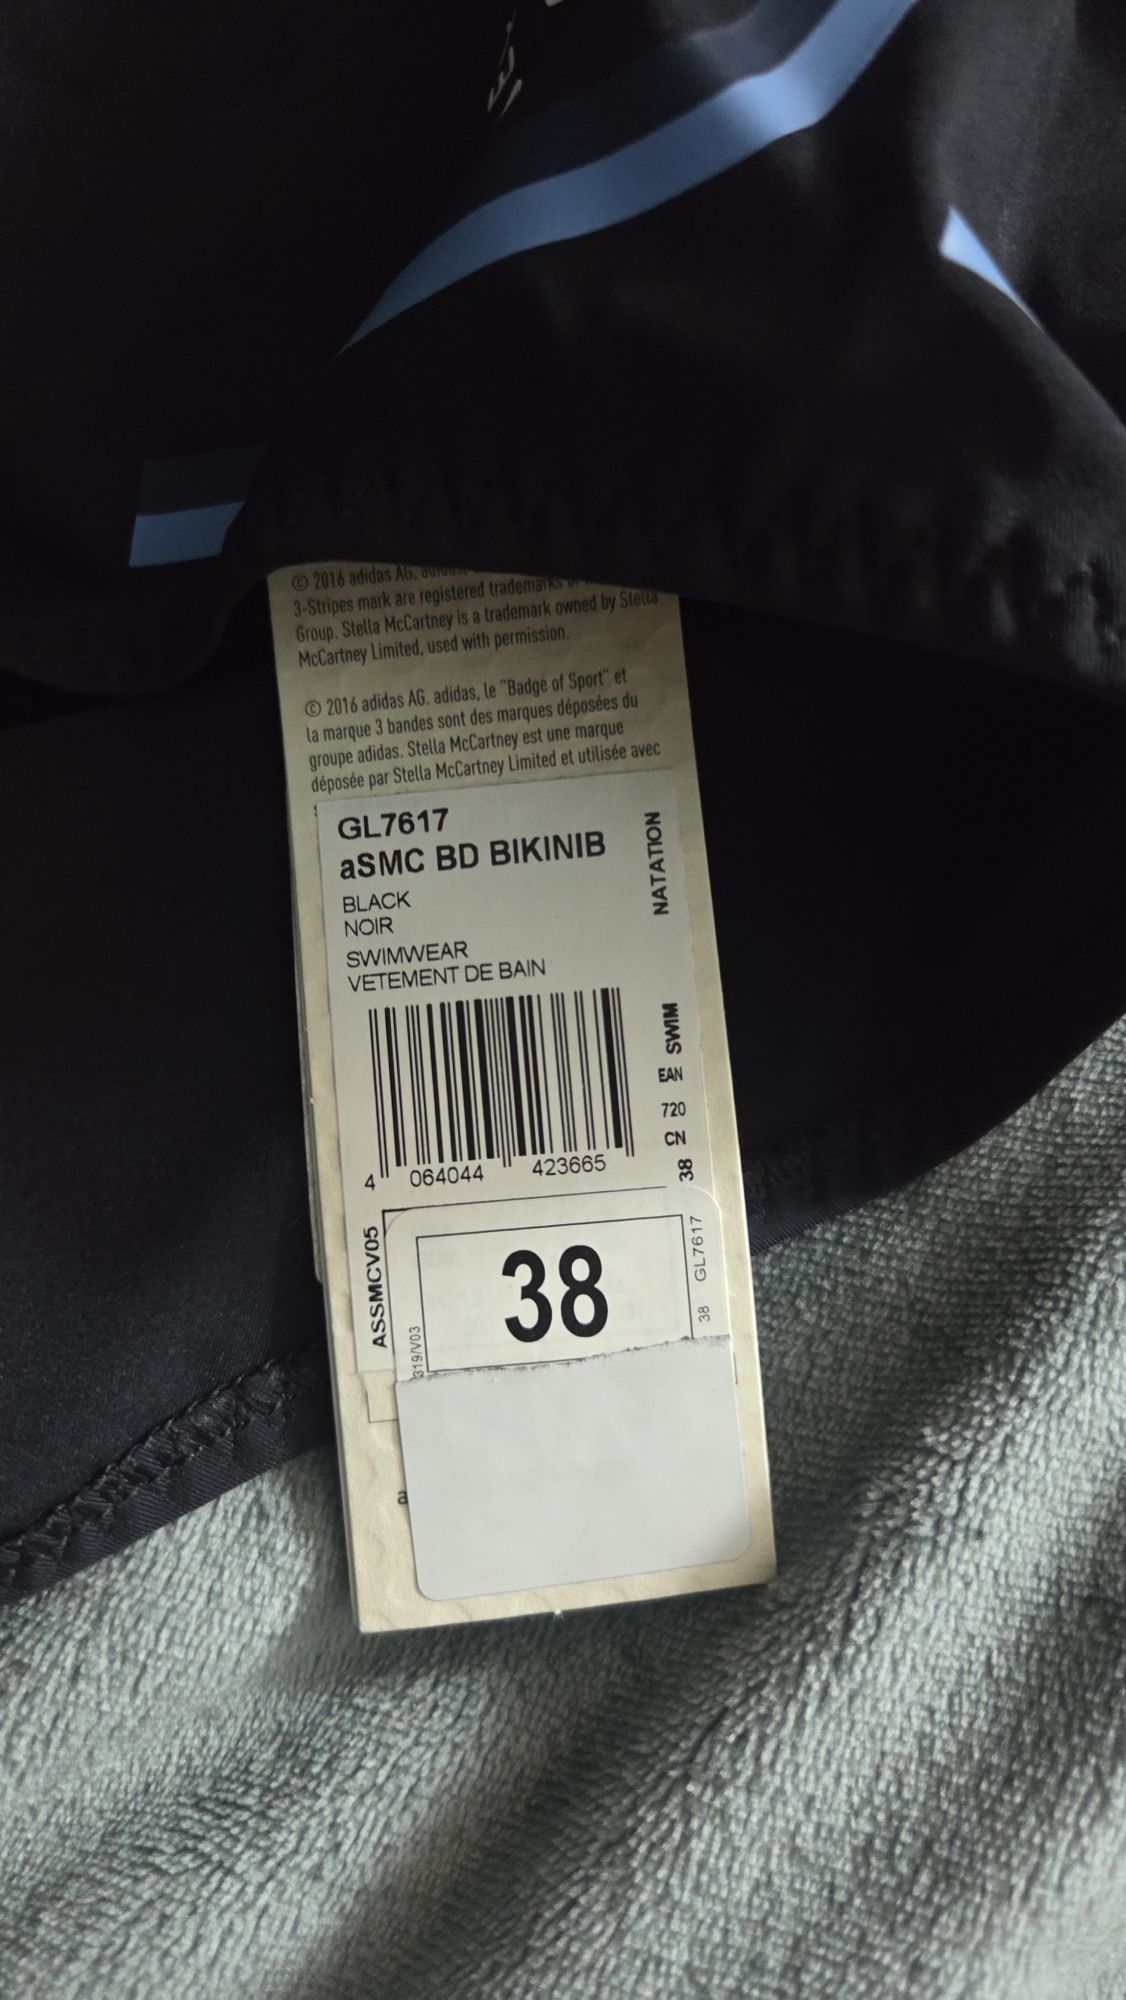 © 2016 adidas AG.
3-Stripes mark are registered trademarks
Group. Stella McCartney is a trademark owned by Stella
McCartney Limited, used with permission.
© 2016 adidas AG. adidas, le "Badge of Sport" et
la marque 3 bandes sont des marques déposées du
groupe adidas. Stella McCartney est une marque
déposée par Stella McCartney Limited et utilisée avec
GL7617
aSMC BD BIKINIB
BLACK
NOIR
SWIMWEAR
VETEMENT DE BAIN
NATATION
SWIM
EAN
720
CN
38
4 064044 423665
ASSMCV05
38
319/V03
38 GL7617